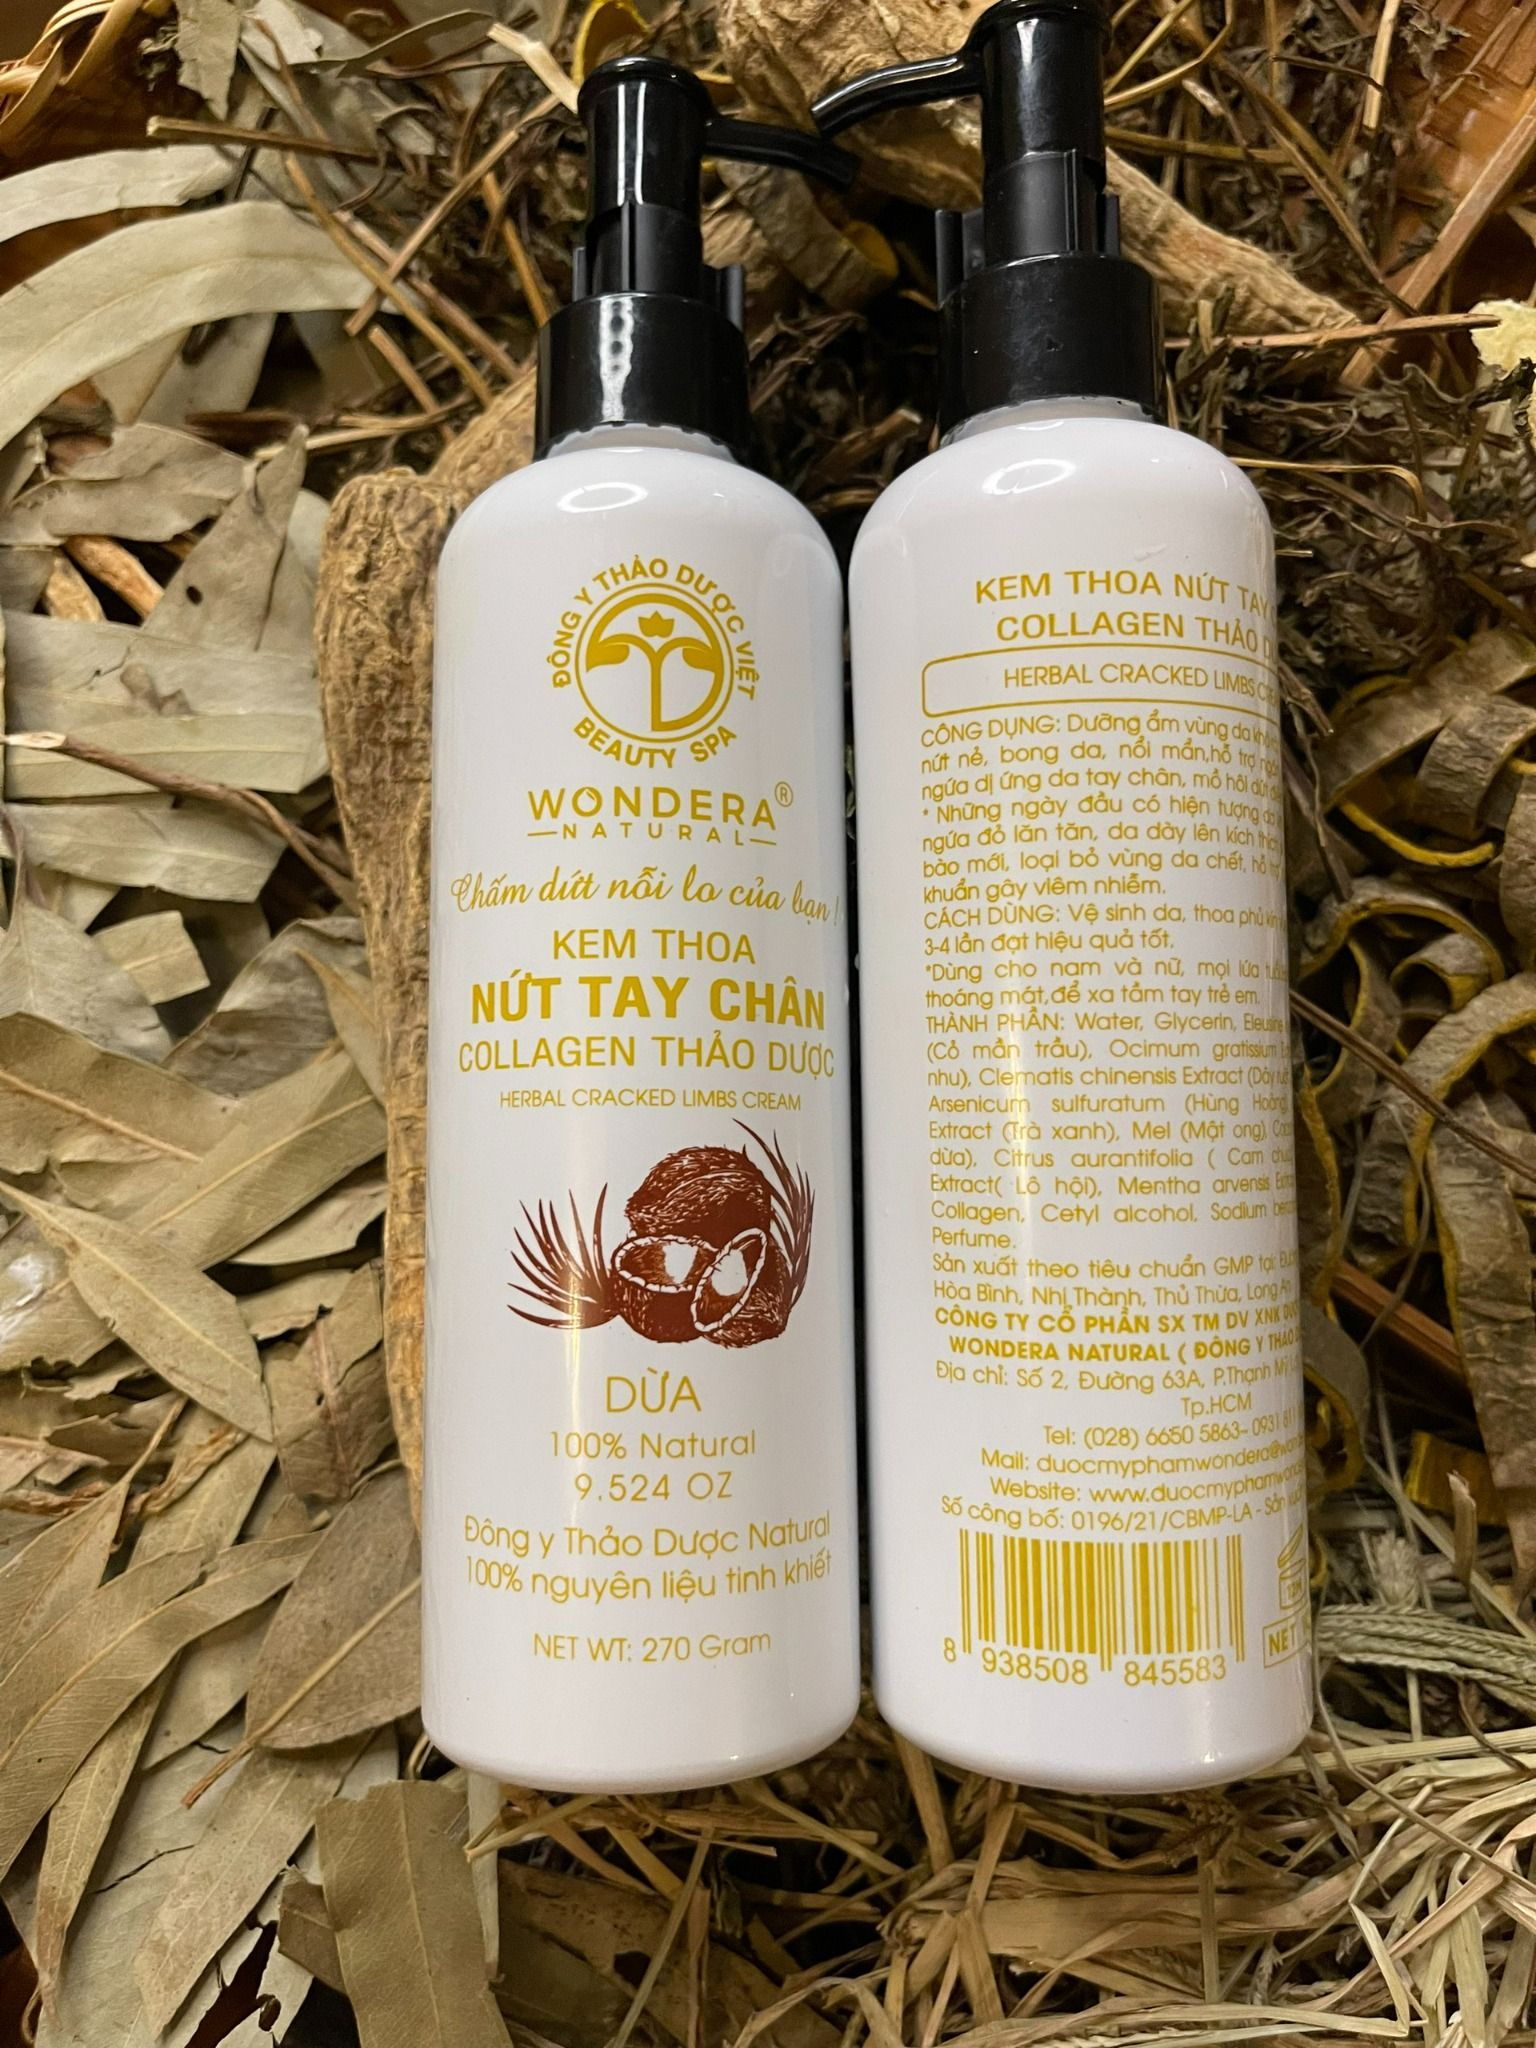 ĐÔNG Y THẢO DƯỢC VIỆT
BEAUTY SPA
WONDERA®
NATURAL
Chấm dứt nỗi lo của bạn !
KEM THOA
NỨT TAY CHÂN
COLLAGEN THẢO DƯỢC
HERBAL CRACKED LIMBS CREAM
DỪA
100% Natural
9.524 OZ
Đông y Thảo Dược Natural
100% nguyên liệu tinh khiết
NET WT: 270 Gram
KEM THOA NỨT TAY
COLLAGEN THẢO
HERBAL CRACKED LIMBS
CÔNG DỤNG: Dưỡng ẩm vùng da
nứt nẻ, bong da, nổi mẩn,hỗ trợ
ngứa dị ứng da tay chân, mồ hôi
* Những ngày đầu có hiện tượng
ngứa đỏ lăn tăn, da dày lên kích
bào mới, loại bỏ vùng da chết, hỗ
khuẩn gây viêm nhiễm.
CÁCH DÙNG: Vệ sinh da, thoa phủ
3-4 lần đạt hiệu quả tốt,
*Dùng cho nam và nữ, mọi lứa
thoáng mát,để xa tầm tay trẻ em.
THÀNH PHẦN: Water, Glycerin, Eleusine
(Cỏ mần trầu), Ocimum gratissium
nhu), Clematis chinensis Extract (Dây
Arsenicum sulfuratum (Hùng Hoàng)
Extract (Trà xanh), Mel (Mật ong),
dừa), Citrus aurantifolia ( Cam
Extract( Lô hội), Mentha arvensis
Collagen, Cetyl alcohol, Sodium
Perfume.
Sản xuất theo tiêu chuẩn GMP tại:
Hòa Bình, Nhị Thành, Thủ Thừa, Long An
CÔNG TY CỔ PHẦN SX TM DV XNK
WONDERA NATURAL ( ĐÔNG Y THẢO
Địa chỉ: Số 2, Đường 63A, P.Thạnh Mỹ
Tp.HCM
Tel: (028) 6650 5863- 0931
Mail: duocmyphamwondera@
Website: www.duocmypham
Số công bố: 0196/21/CBMP-LA - Sản
8 938508 845583
NET